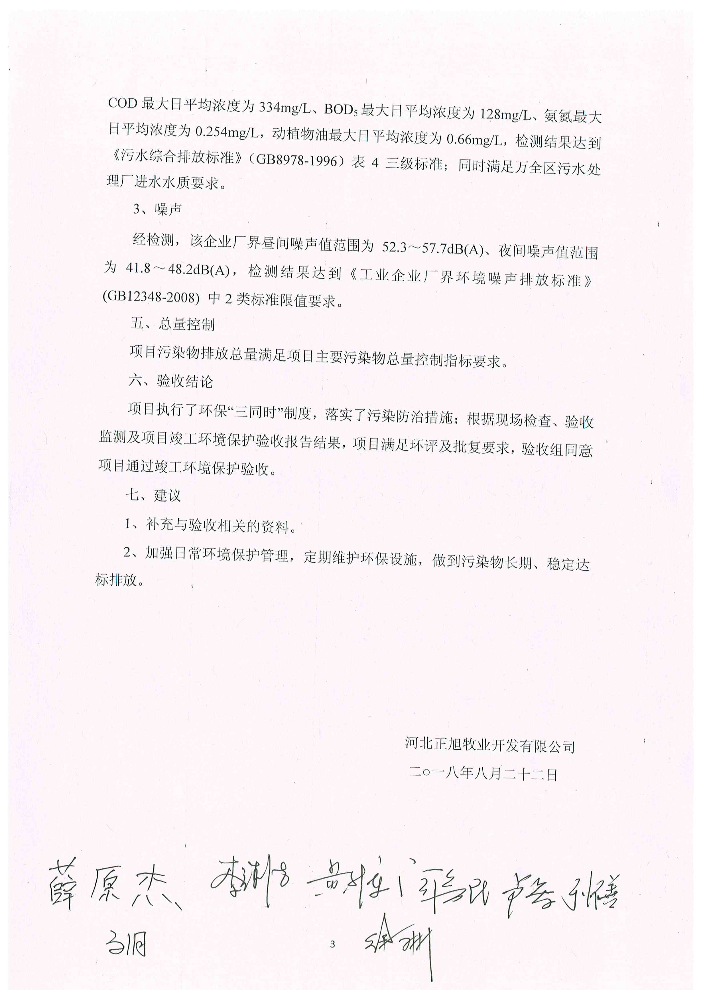 COD 最大日平均浓度为 334mg/L、BOD₅最大日平均浓度为 128mg/L、氨氮最大
日平均浓度为 0.254mg/L，动植物油最大日平均浓度为 0.66mg/L，检测结果达到
《污水综合排放标准》（GB8978-1996）表 4 三级标准；同时满足万全区污水处
理厂进水水质要求。
3、噪声
经检测，该企业厂界昼间噪声值范围为 52.3～57.7dB(A)、夜间噪声值范围
为 41.8～48.2dB(A)，检测结果达到《工业企业厂界环境噪声排放标准》
(GB12348-2008) 中 2 类标准限值要求。
五、总量控制
项目污染物排放总量满足项目主要污染物总量控制指标要求。
六、验收结论
项目执行了环保“三同时”制度，落实了污染防治措施；根据现场检查、验收
监测及项目竣工环境保护验收报告结果，项目满足环评及批复要求，验收组同意
项目通过竣工环境保护验收。
七、建议
1、补充与验收相关的资料。
2、加强日常环境保护管理，定期维护环保设施，做到污染物长期、稳定达
标排放。
河北正旭牧业开发有限公司
二○一八年八月二十二日
薛原杰
3